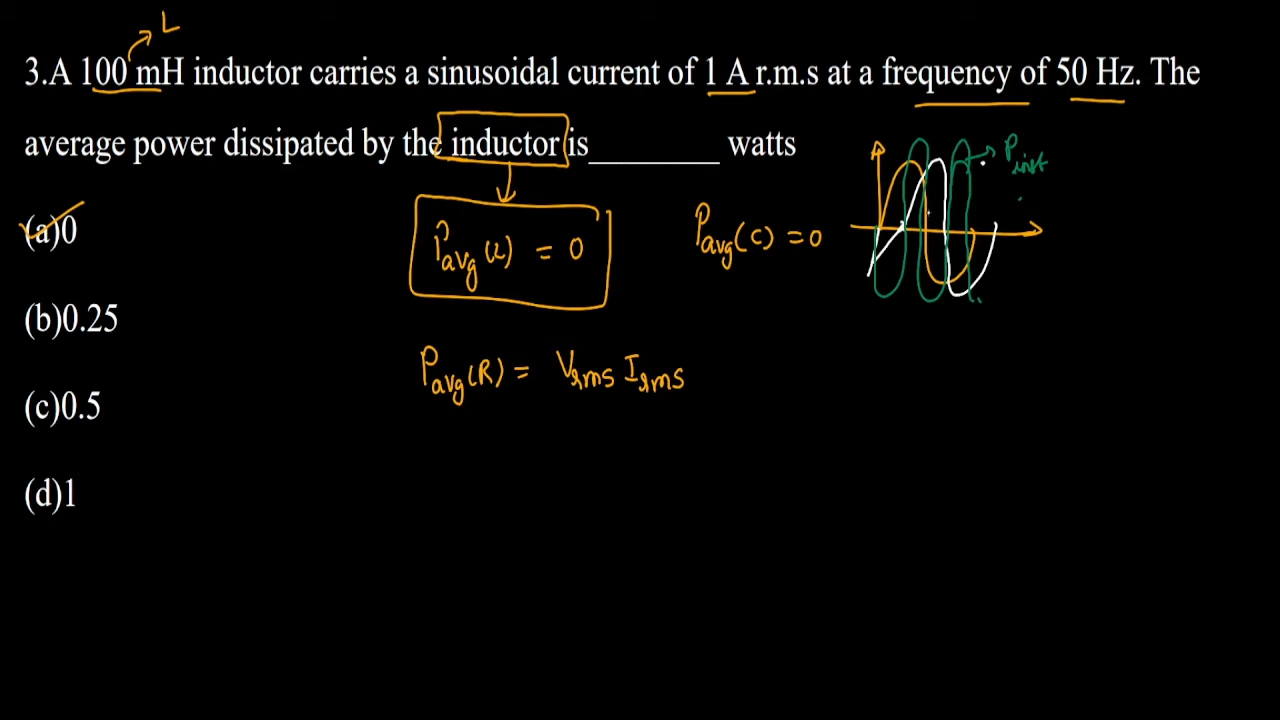 L
3.A 100 mH inductor carries a sinusoidal current of 1 A r.m.s at a frequency of 50 Hz. The
average power dissipated by the inductor is________ watts
Pinst
(a)0
Pavg(L) = 0
Pavg(C) = 0
(b)0.25
Pavg(R) = Vrms Irms
(c)0.5
(d)1